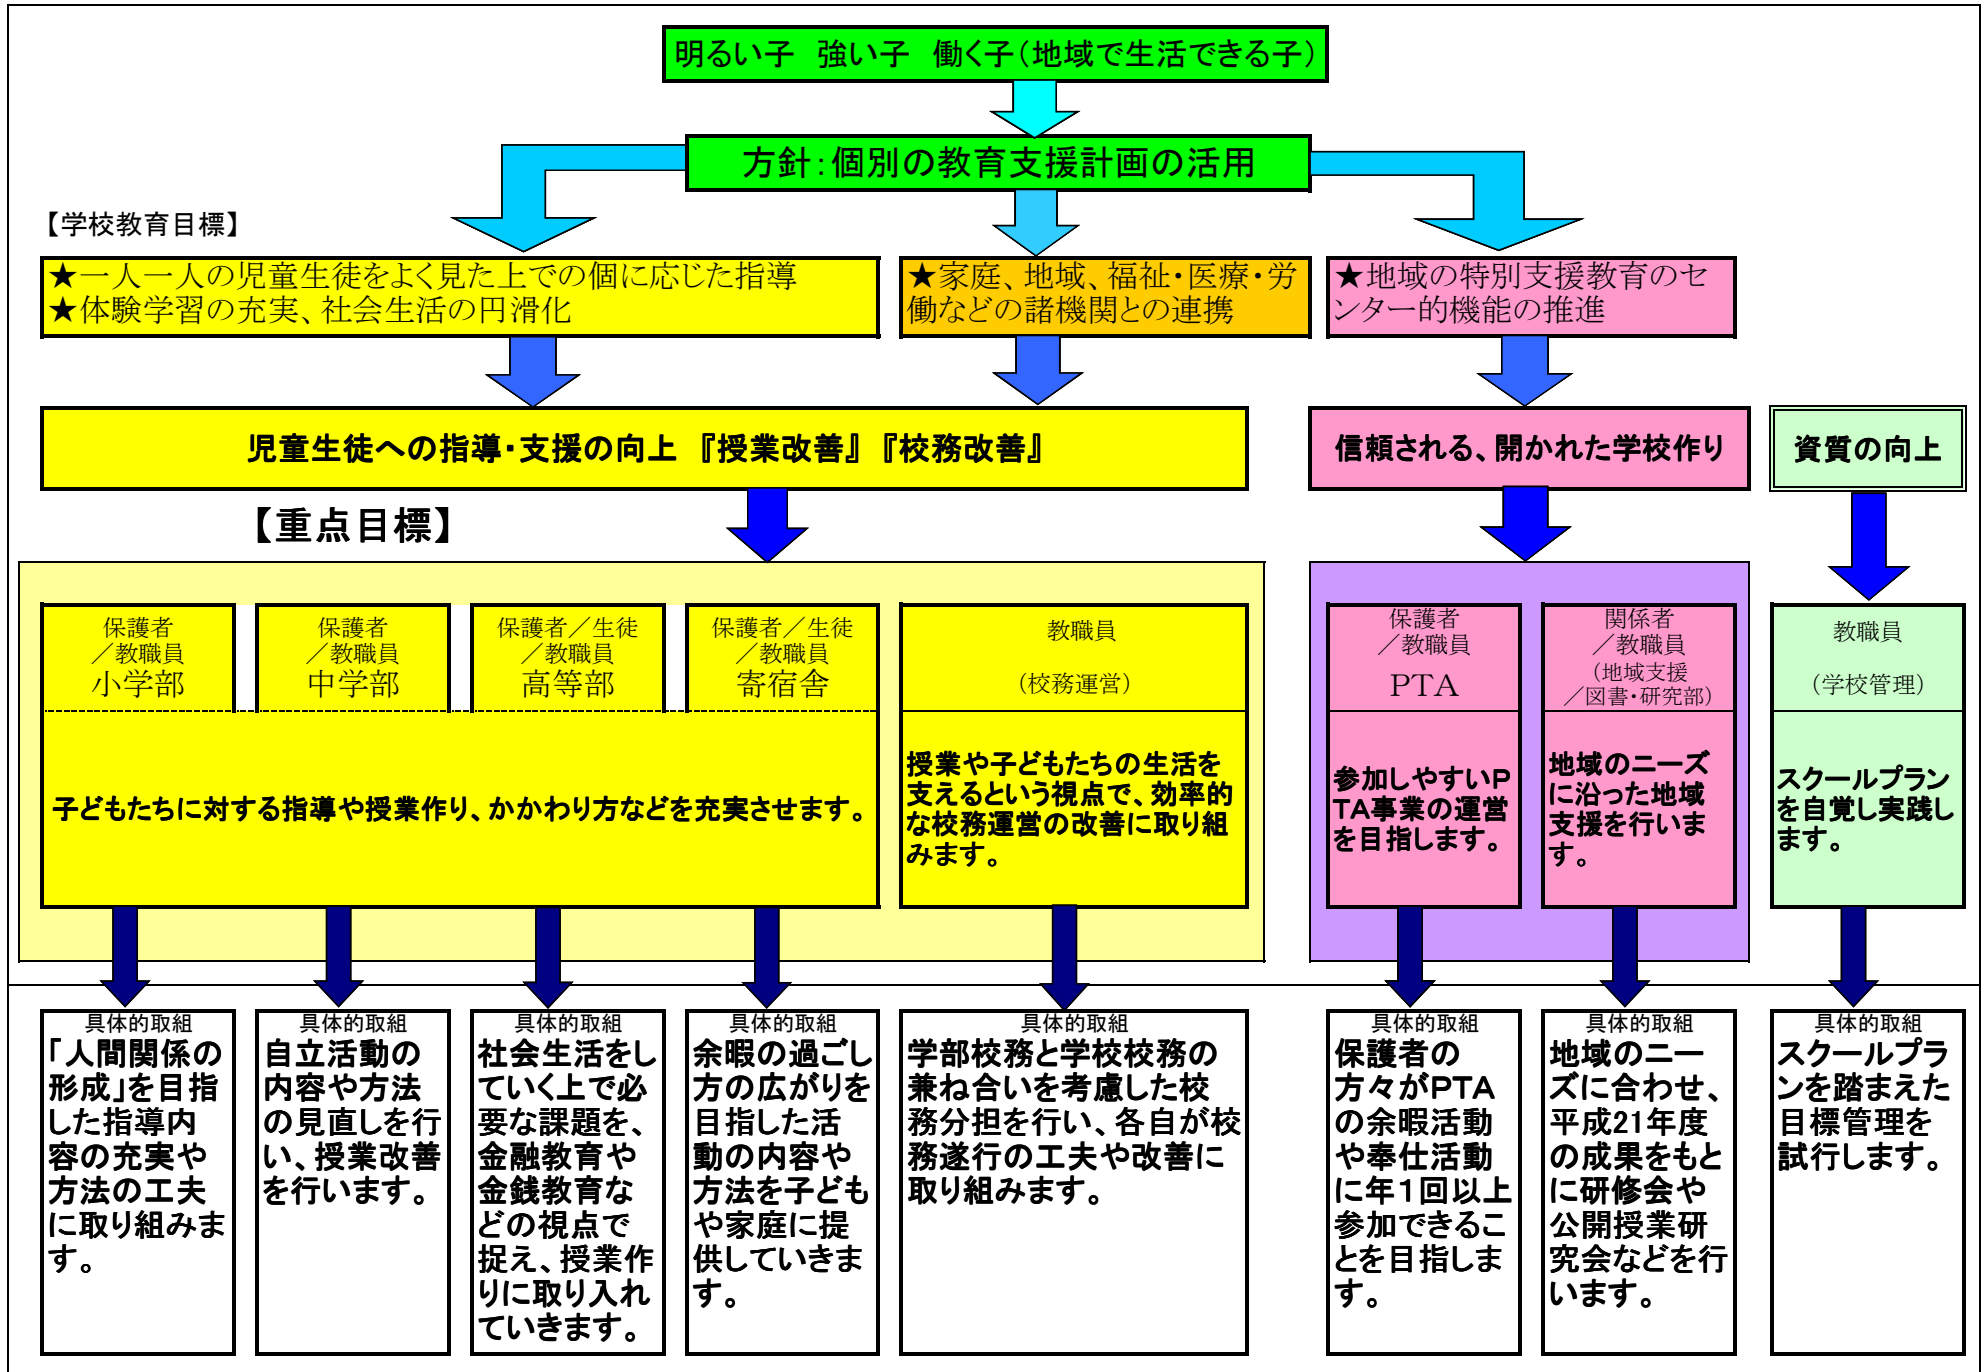 明るい子　強い子　働く子（地域で生活できる子）
方針：個別の教育支援計画の活用
【学校教育目標】
★一人一人の児童生徒をよく見た上での個に応じた指導
★体験学習の充実、社会生活の円滑化
★家庭、地域、福祉・医療・労
働などの諸機関との連携
★地域の特別支援教育のセ
ンター的機能の推進
児童生徒への指導・支援の向上　『授業改善』『校務改善』
信頼される、開かれた学校作り
資質の向上
【重点目標】
保護者
／教職員
小学部
保護者
／教職員
中学部
保護者／生徒
／教職員
高等部
保護者／生徒
／教職員
寄宿舎
教職員
（校務運営）
保護者
／教職員
PTA
関係者
／教職員
（地域支援
／図書・研究部）
教職員
（学校管理）
子どもたちに対する指導や授業作り、かかわり方などを充実させます。
授業や子どもたちの生活を
支えるという視点で、効率的
な校務運営の改善に取り組
みます。
参加しやすいP
TA事業の運営
を目指します。
地域のニーズ
に沿った地域
支援を行いま
す。
スクールプラン
を自覚し実践し
ます。
具体的取組
「人間関係の
形成」を目指
した指導内
容の充実や
方法の工夫
に取り組みま
す。
具体的取組
自立活動の
内容や方法
の見直しを行
い、授業改善
を行います。
具体的取組
社会生活をし
ていく上で必
要な課題を、
金融教育や
金銭教育な
どの視点で
捉え、授業作
りに取り入れ
ていきます。
具体的取組
余暇の過ごし
方の広がりを
目指した活
動の内容や
方法を子ども
や家庭に提
供していきま
す。
具体的取組
学部校務と学校校務の
兼ね合いを考慮した校
務分担を行い、各自が校
務遂行の工夫や改善に
取り組みます。
具体的取組
保護者の
方々がPTA
の余暇活動
や奉仕活動
に年１回以上
参加できるこ
とを目指しま
す。
具体的取組
地域のニー
ズに合わせ、
平成21年度
の成果をもと
に研修会や
公開授業研
究会などを行
います。
具体的取組
スクールプラ
ンを踏まえた
目標管理を
試行します。